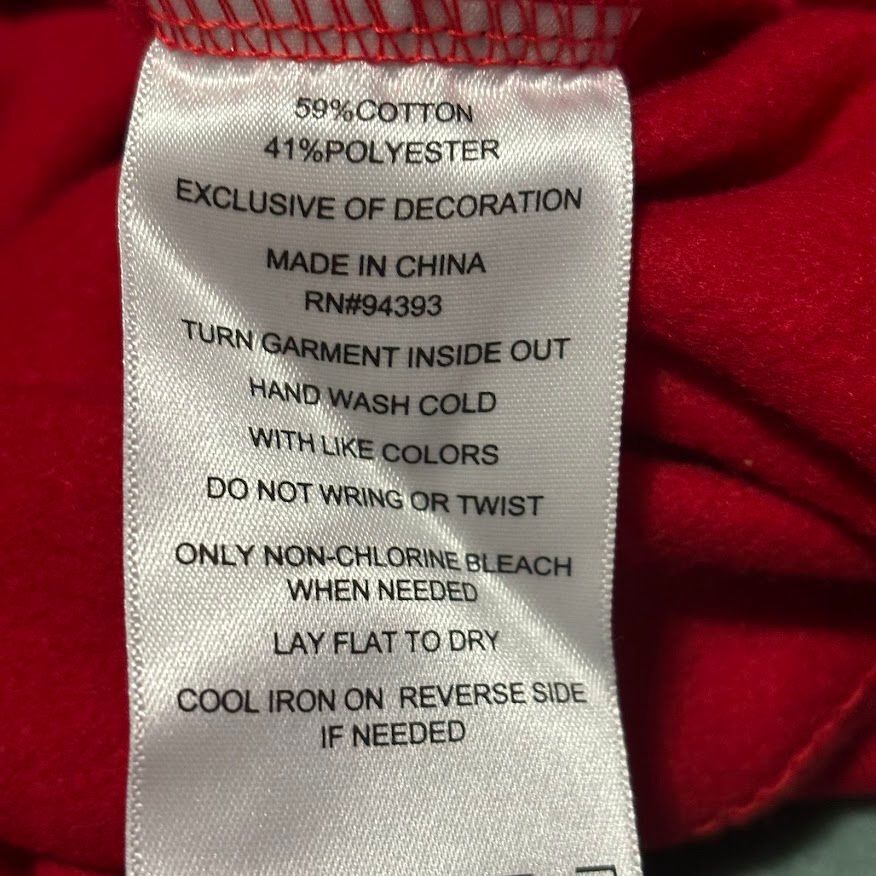 59%COTTON
41%POLYESTER
EXCLUSIVE OF DECORATION
MADE IN CHINA
RN#94393
TURN GARMENT INSIDE OUT
HAND WASH COLD
WITH LIKE COLORS
DO NOT WRING OR TWIST
ONLY NON-CHLORINE BLEACH
WHEN NEEDED
LAY FLAT TO DRY
COOL IRON ON  REVERSE SIDE
IF NEEDED